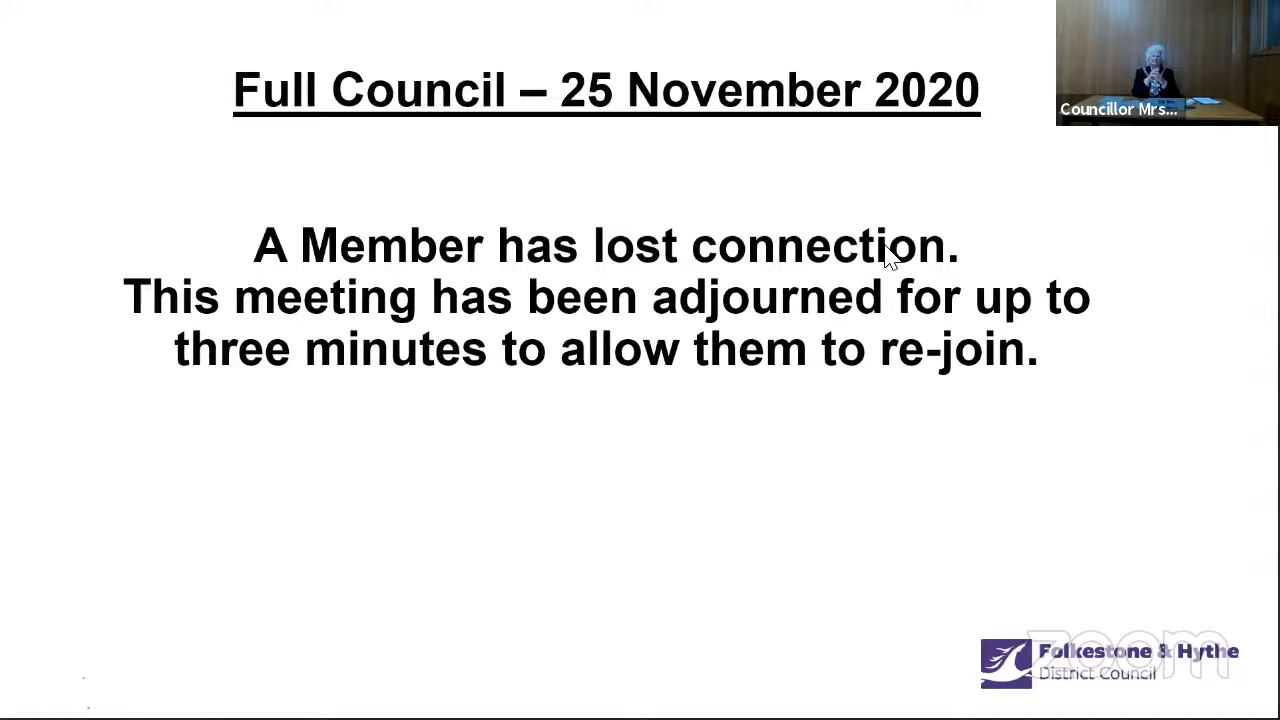 Full Council – 25 November 2020
Councillor Mrs...
A Member has lost connection.
This meeting has been adjourned for up to
three minutes to allow them to re-join.
zoom
Folkestone & Hythe
District Council